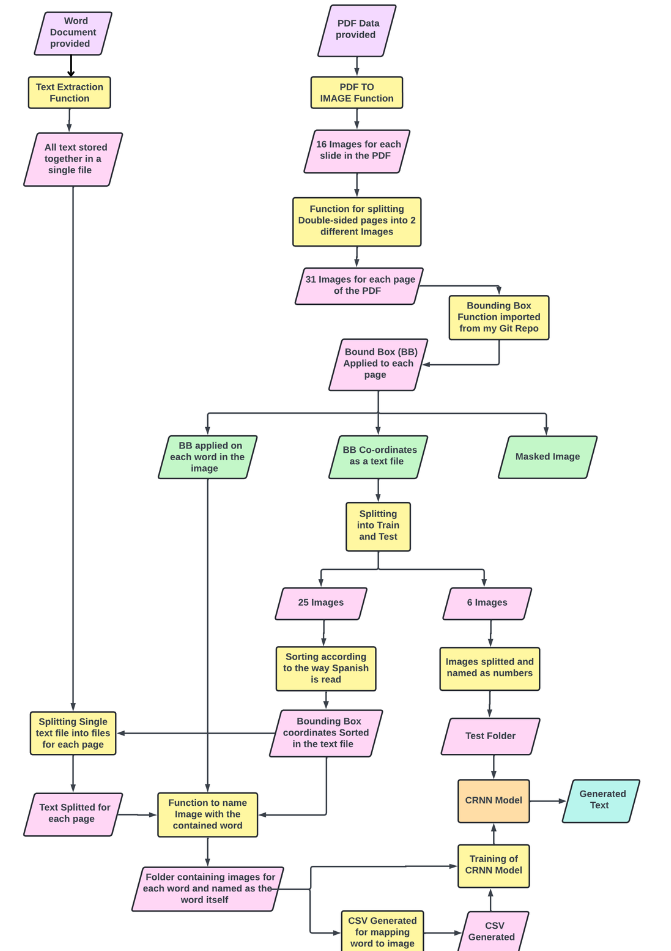 Word
Document
provided
PDF Data
provided
Text Extraction
Function
PDF TO
IMAGE Function
All text stored
together in a
single file
16 Images for each
slide in the PDF
Function for splitting
Double-sided pages into 2
different Images
31 Images for each page
of the PDF
Bounding Box
Function imported
from my Git Repo
Bound Box (BB)
Applied to each
page
BB applied on
each word in the
image
BB Co-ordinates
as a text file
Masked Image
Splitting
into Train
and Test
25 Images
6 Images
Sorting according
to the way Spanish
is read
Images splitted and
named as numbers
Splitting Single
text file into files
for each page
Bounding Box
coordinates Sorted
in the text file
Test Folder
Text Splitted for
each page
Function to name
Image with the
contained word
CRNN Model
Generated
Text
Folder containing images for
each word and named as the
word itself
Training of
CRNN Model
CSV Generated
for mapping
word to image
CSV
Generated